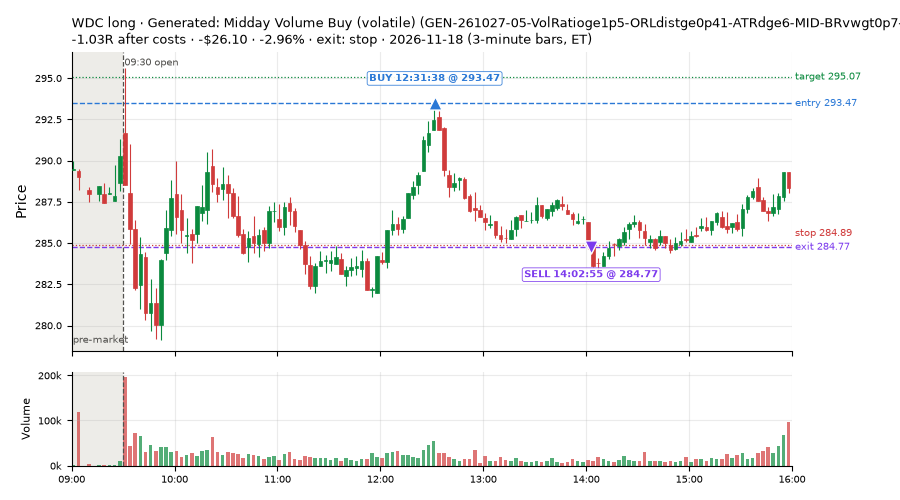 WDC long · Generated: Midday Volume Buy (volatile) (GEN-261027-05-VolRatioge1p5-ORLdistge0p41-ATRdge6-MID-BRvwgt0p7-
-1.03R after costs · -$26.10 · -2.96% · exit: stop · 2026-11-18 (3-minute bars, ET)
09:30 open
BUY 12:31:38 @ 293.47
target 295.07
entry 293.47
stop 284.89
exit 284.77
SELL 14:02:55 @ 284.77
pre-market
Price
295.0
292.5
290.0
287.5
285.0
282.5
280.0
Volume
200k
100k
0k
09:00
10:00
11:00
12:00
13:00
14:00
15:00
16:00